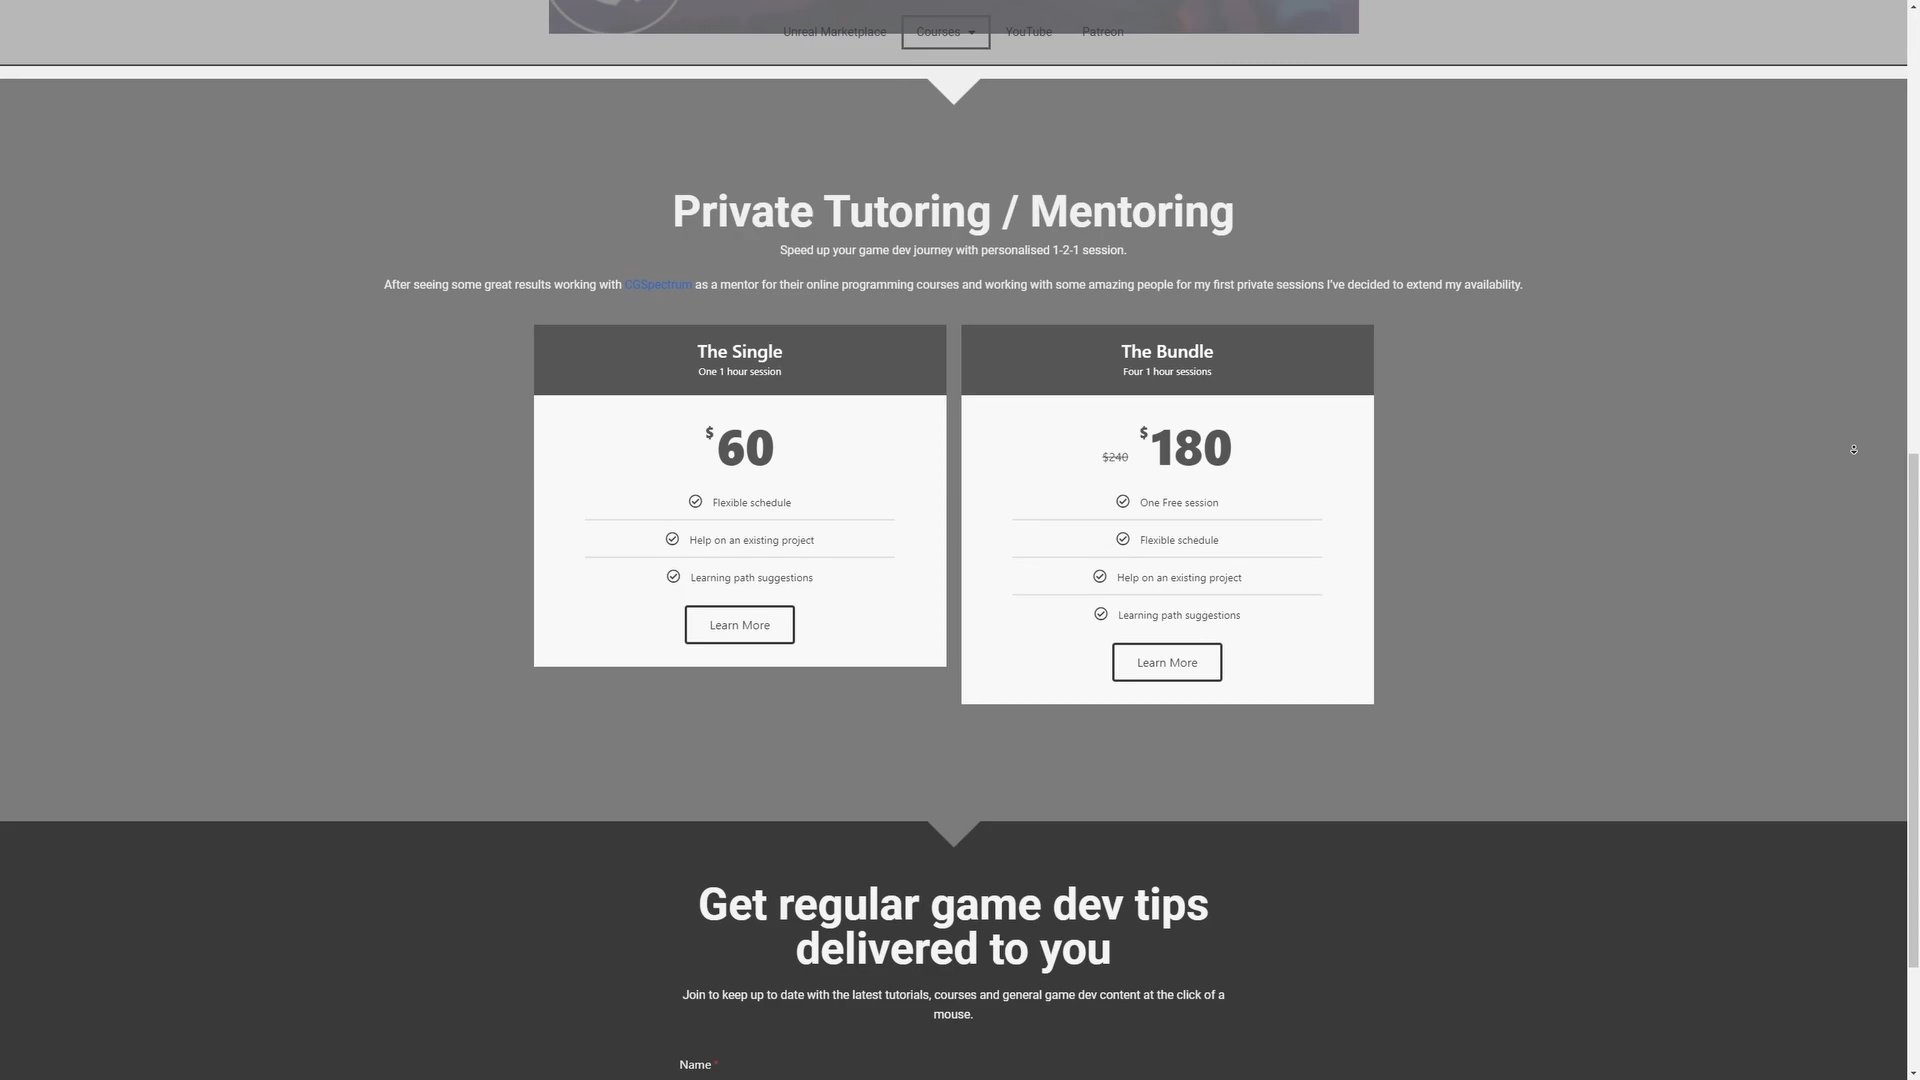 Unreal Marketplace Courses YouTube Patreon
Private Tutoring / Mentoring
Speed up your game dev journey with personalised 1-2-1 session.
After seeing some great results working with CGSpectrum as a mentor for their online programming courses and working with some amazing people for my first private sessions I've decided to extend my availability.
The Single
One 1 hour session
$60
Flexible schedule
Help on an existing project
Learning path suggestions
Learn More
The Bundle
Four 1 hour sessions
$240 $180
One Free session
Flexible schedule
Help on an existing project
Learning path suggestions
Learn More
Get regular game dev tips
delivered to you
Join to keep up to date with the latest tutorials, courses and general game dev content at the click of a
mouse.
Name *